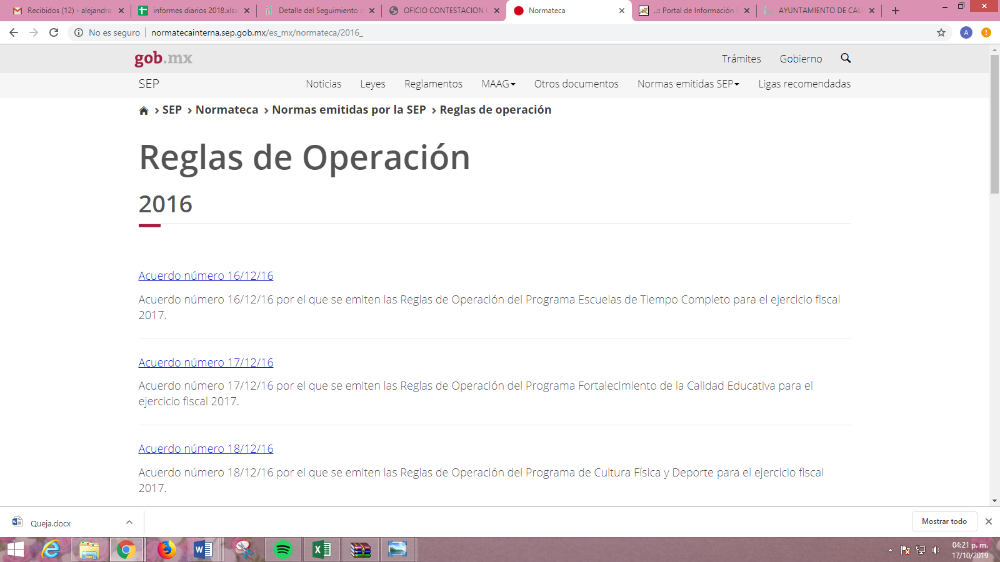 Recibidos (12) - alejandra
informes diarios 2018.xlsx
Detalle del Seguimiento d
OFICIO CONTESTACION
Normateca
..:: Portal de Información
AYUNTAMIENTO DE CALI
No es seguro
normatecainterna.sep.gob.mx/es_mx/normateca/2016_
A
gob.mx
Trámites
Gobierno
SEP
Noticias
Leyes
Reglamentos
MAAG
Otros documentos
Normas emitidas SEP
Ligas recomendadas
SEP > Normateca > Normas emitidas por la SEP > Reglas de operación
Reglas de Operación
2016
Acuerdo número 16/12/16
Acuerdo número 16/12/16 por el que se emiten las Reglas de Operación del Programa Escuelas de Tiempo Completo para el ejercicio fiscal
2017.
Acuerdo número 17/12/16
Acuerdo número 17/12/16 por el que se emiten las Reglas de Operación del Programa Fortalecimiento de la Calidad Educativa para el
ejercicio fiscal 2017.
Acuerdo número 18/12/16
Acuerdo número 18/12/16 por el que se emiten las Reglas de Operación del Programa de Cultura Física y Deporte para el ejercicio fiscal
2017.
Queja.docx
Mostrar todo
04:21 p. m.
17/10/2019